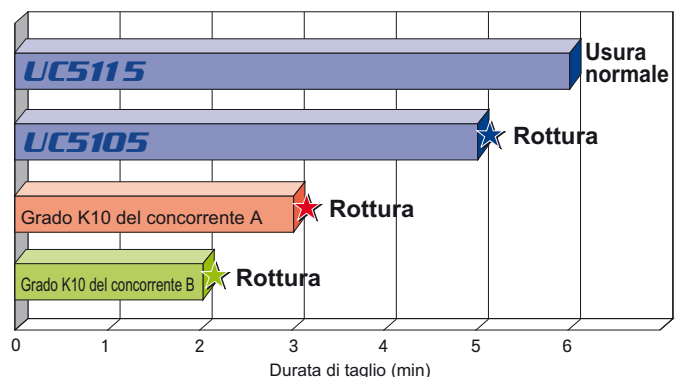 UC5115
Usura
normale
UC5105
Rottura
Grado K10 del concorrente A
Rottura
Grado K10 del concorrente B
Rottura
0 1 2 3 4 5 6
Durata di taglio (min)